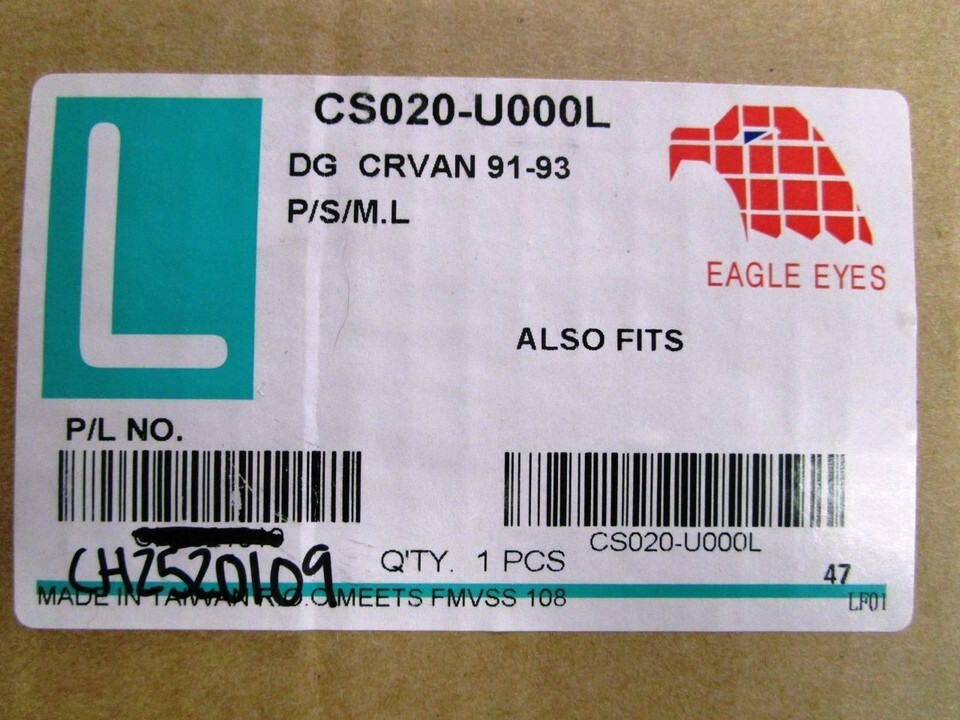 L
CS020-U000L
DG CRVAN 91-93
P/S/M.L
EAGLE EYES
ALSO FITS
P/L NO.
CS020-U000L
CH2520109
Q'TY. 1 PCS
47
MADE IN TAIWAN R.O.C MEETS FMVSS 108
LF01